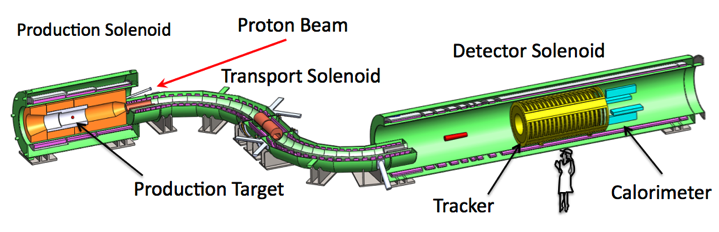 Production Solenoid
Proton Beam
Transport Solenoid
Detector Solenoid
Production Target
Tracker
Calorimeter